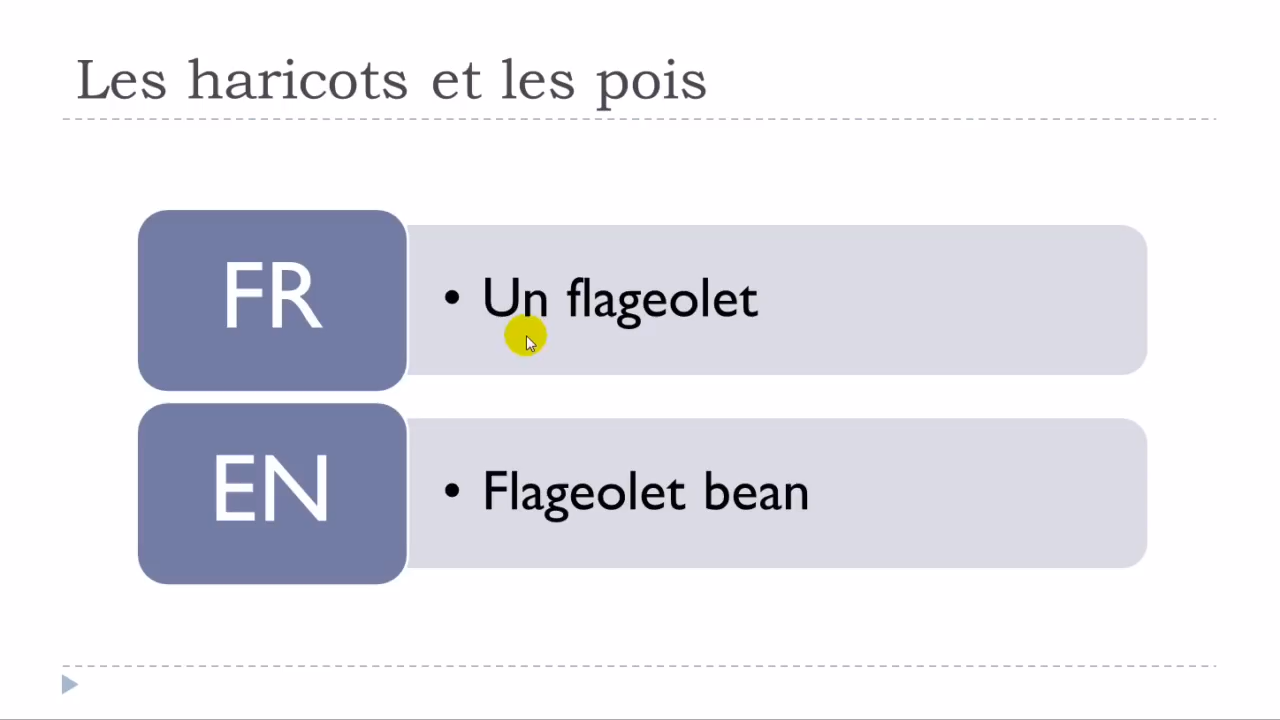 Les haricots et les pois
FR
• Un flageolet
EN
• Flageolet bean